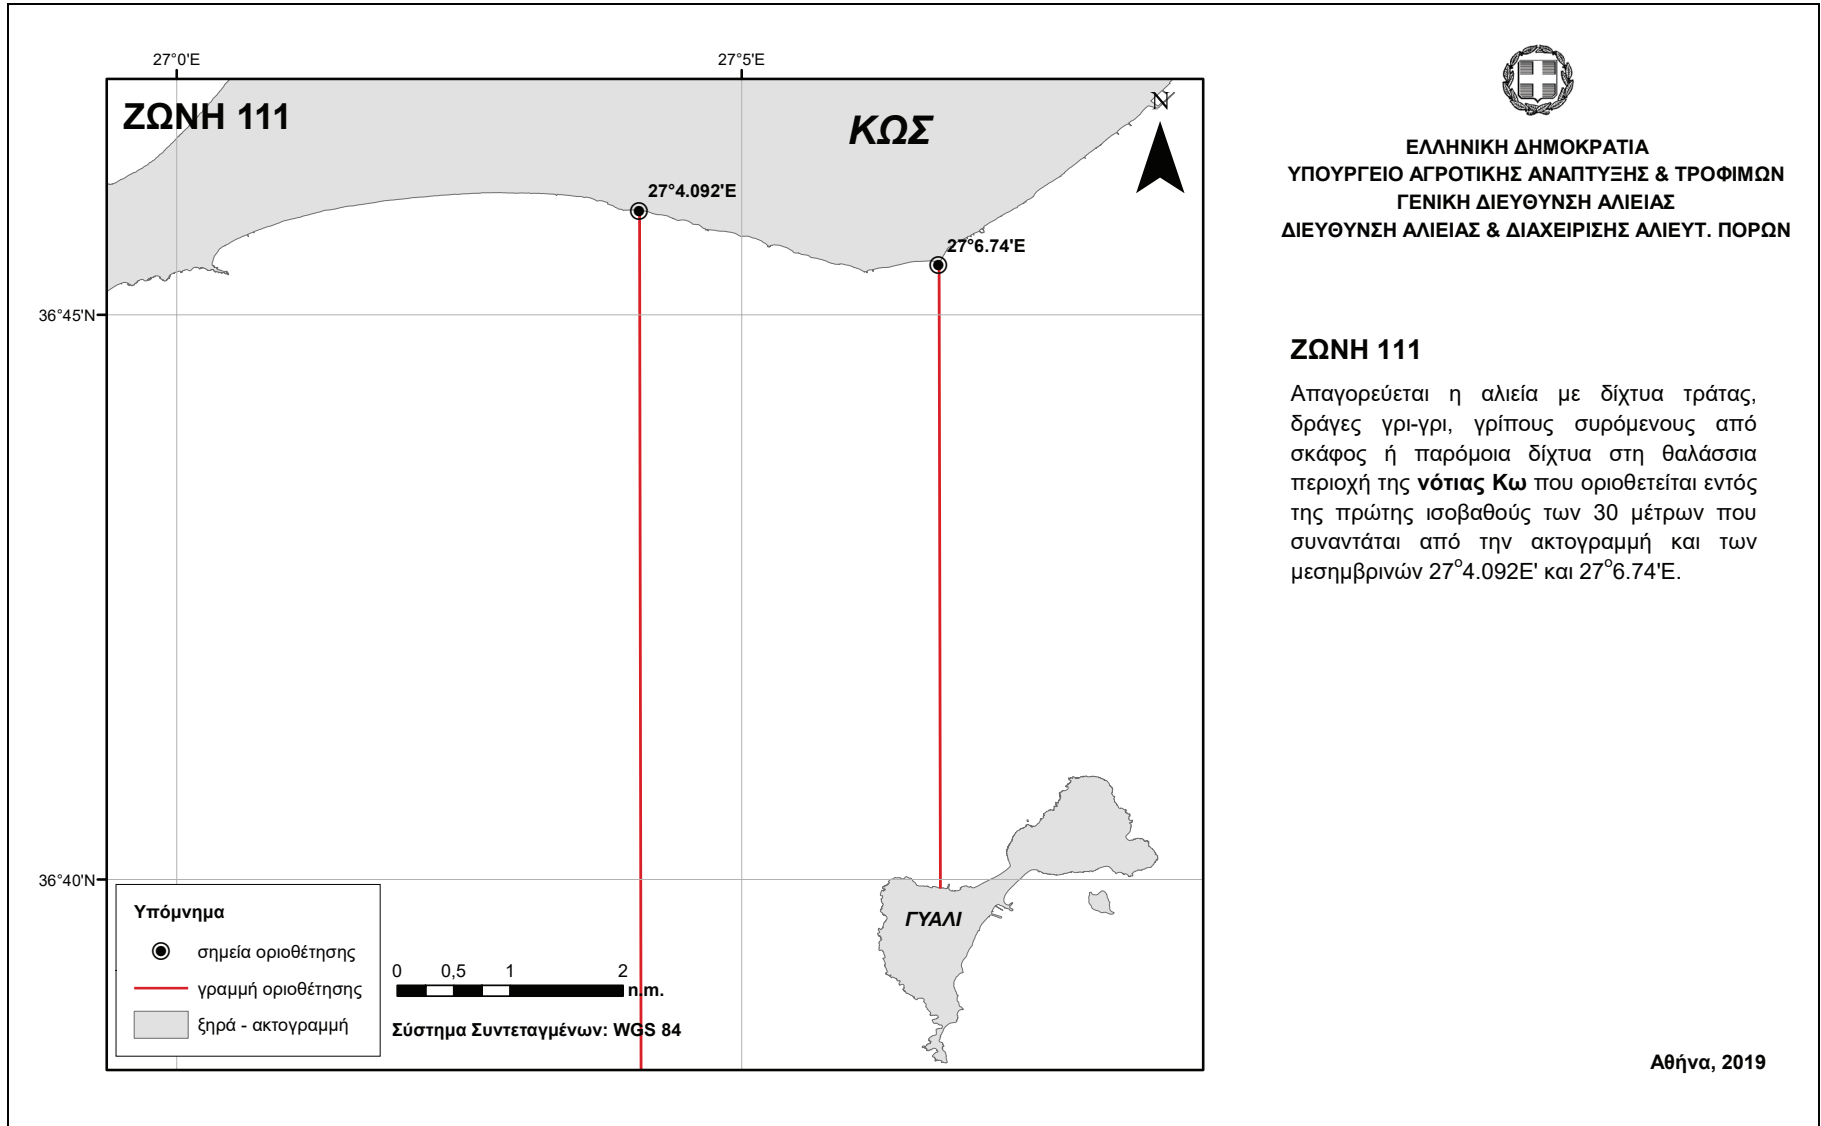 27°0'E
27°5'E
ΖΩΝΗ 111
ΚΩΣ
N
27°4.092'E
27°6.74'E
36°45'N
36°40'N
ΓΥΑΛΙ
Υπόμνημα
σημεία οριοθέτησης
γραμμή οριοθέτησης
ξηρά - ακτογραμμή
0 0,5 1 2
n.m.
Σύστημα Συντεταγμένων: WGS 84
ΕΛΛΗΝΙΚΗ ΔΗΜΟΚΡΑΤΙΑ
ΥΠΟΥΡΓΕΙΟ ΑΓΡΟΤΙΚΗΣ ΑΝΑΠΤΥΞΗΣ & ΤΡΟΦΙΜΩΝ
ΓΕΝΙΚΗ ΔΙΕΥΘΥΝΣΗ ΑΛΙΕΙΑΣ
ΔΙΕΥΘΥΝΣΗ ΑΛΙΕΙΑΣ & ΔΙΑΧΕΙΡΙΣΗΣ ΑΛΙΕΥΤ. ΠΟΡΩΝ
ΖΩΝΗ 111
Απαγορεύεται η αλιεία με δίχτυα τράτας,
δράγες γρι-γρι, γρίπους συρόμενους από
σκάφος ή παρόμοια δίχτυα στη θαλάσσια
περιοχή της νότιας Κω που οριοθετείται εντός
της πρώτης ισοβαθούς των 30 μέτρων που
συναντάται από την ακτογραμμή και των
μεσημβρινών 27°4.092E' και 27°6.74'E.
Αθήνα, 2019